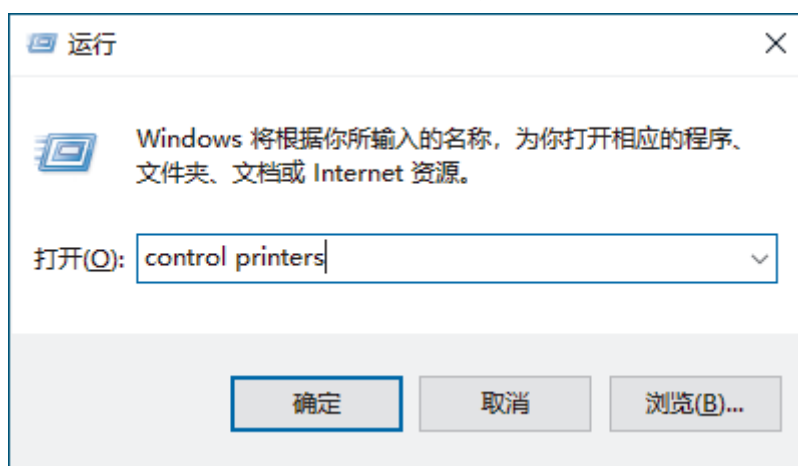 运行
Windows 将根据你所输入的名称，为你打开相应的程序、
文件夹、文档或 Internet 资源。
打开(O): control printers
确定 取消 浏览(B)...